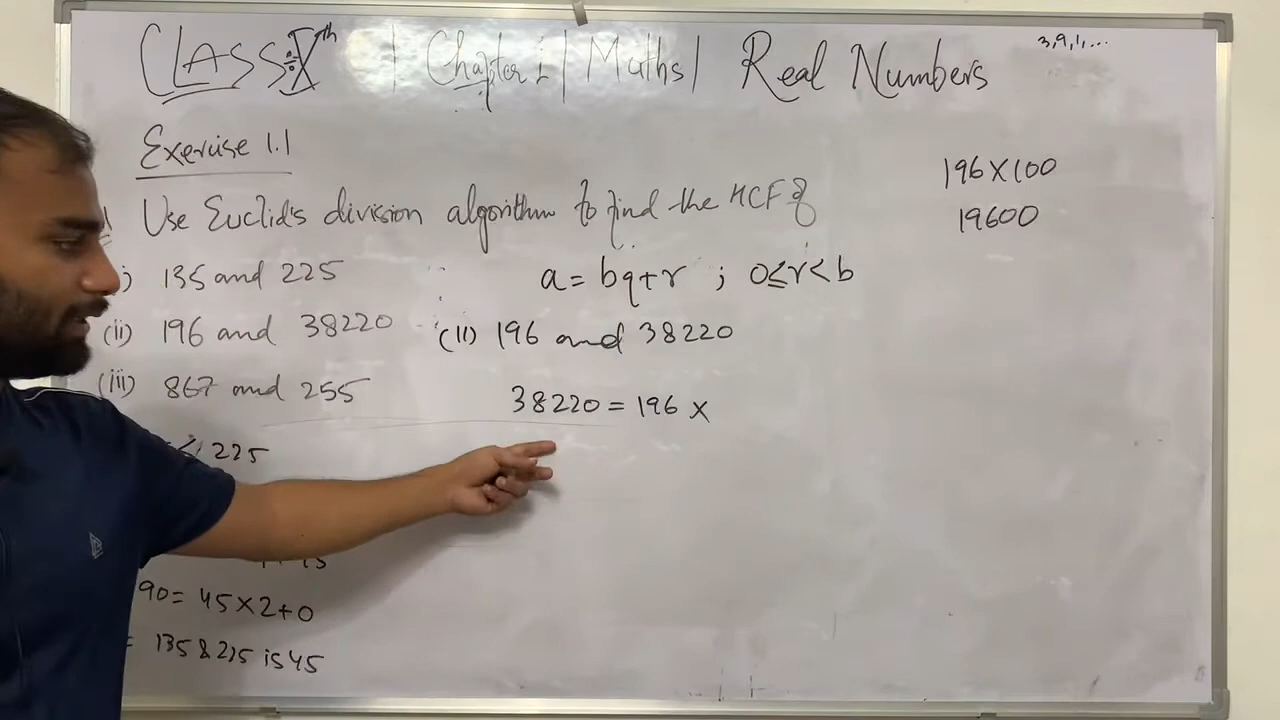 CLASS:-Xth | Chapter 1 | Maths | Real Numbers
3,9,1,...
Exercise 1.1
196×100
19600
Use Euclid's division algorithm to find the HCF of
i) 135 and 225
a = bq+r ; 0≤r<b
(ii) 196 and 38220
(ii) 196 and 38220
(iii) 867 and 255
38220 = 196 ×
< 225
90 = 45×2+0
= 135 & 225 is 45